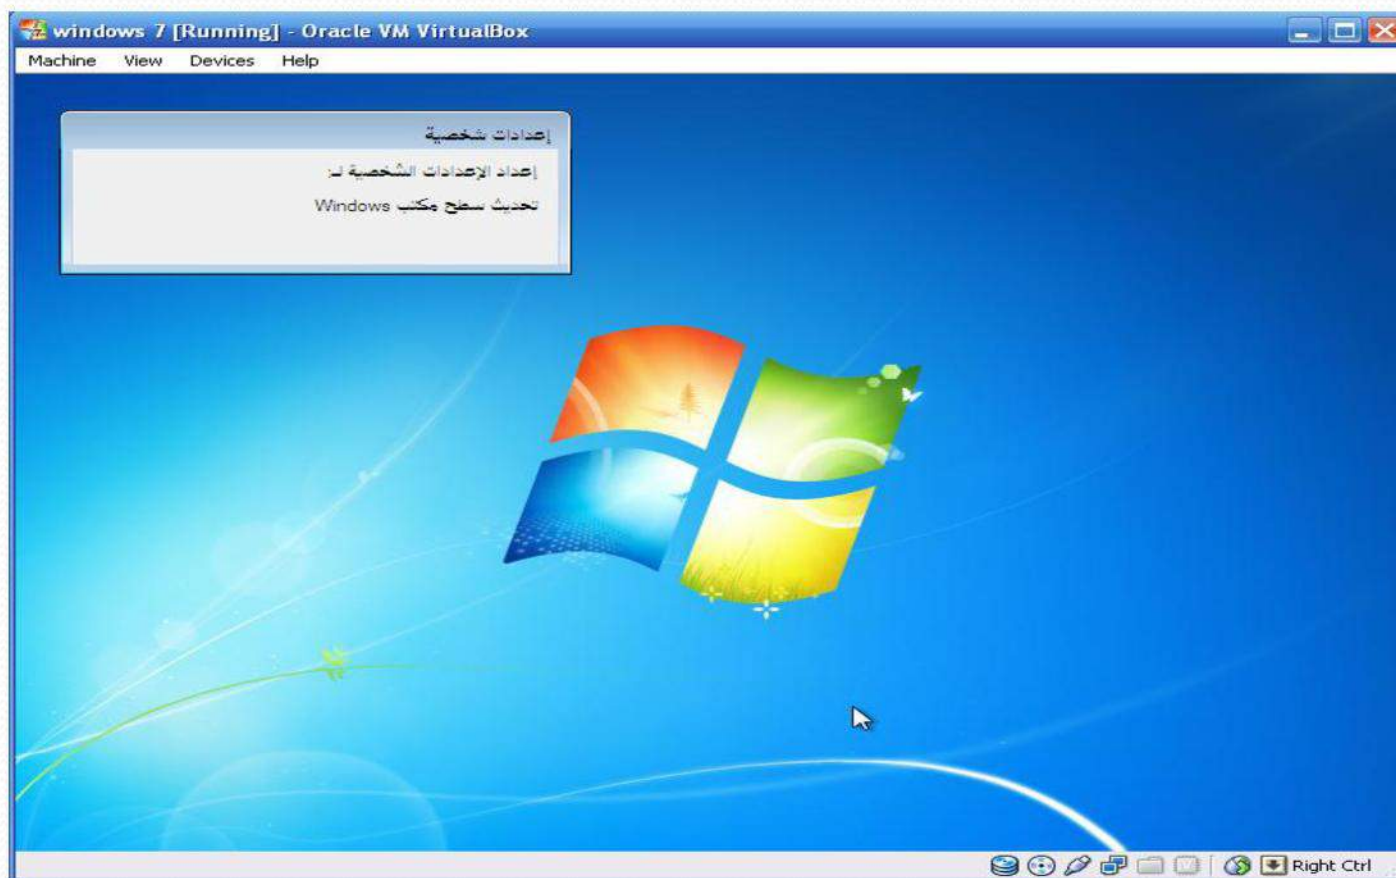 windows 7 [Running] - Oracle VM VirtualBox
Machine View Devices Help
إعدادات شخصية
إعداد الإعدادات الشخصية لـ:
تحديث سطح مكتب Windows
Right Ctrl